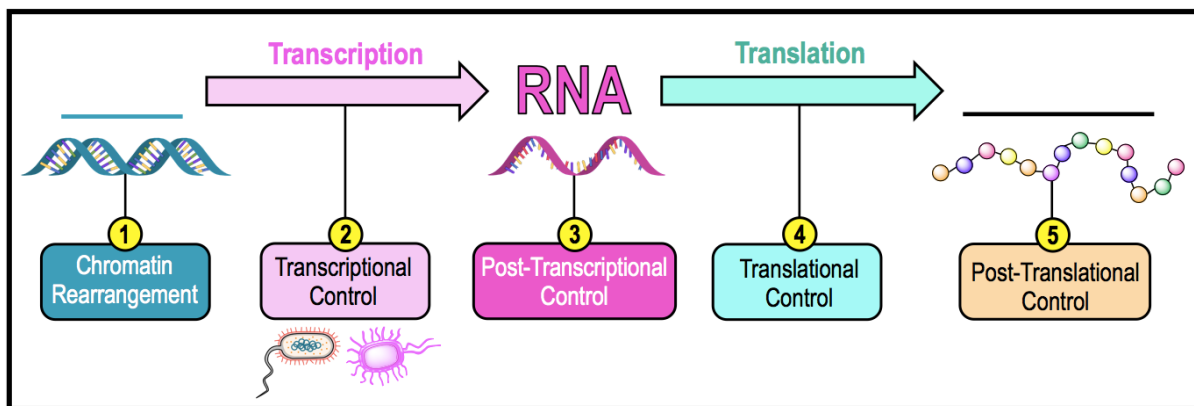 Transcription
RNA
Translation
1
Chromatin
Rearrangement
2
Transcriptional
Control
3
Post-Transcriptional
Control
4
Translational
Control
5
Post-Translational
Control